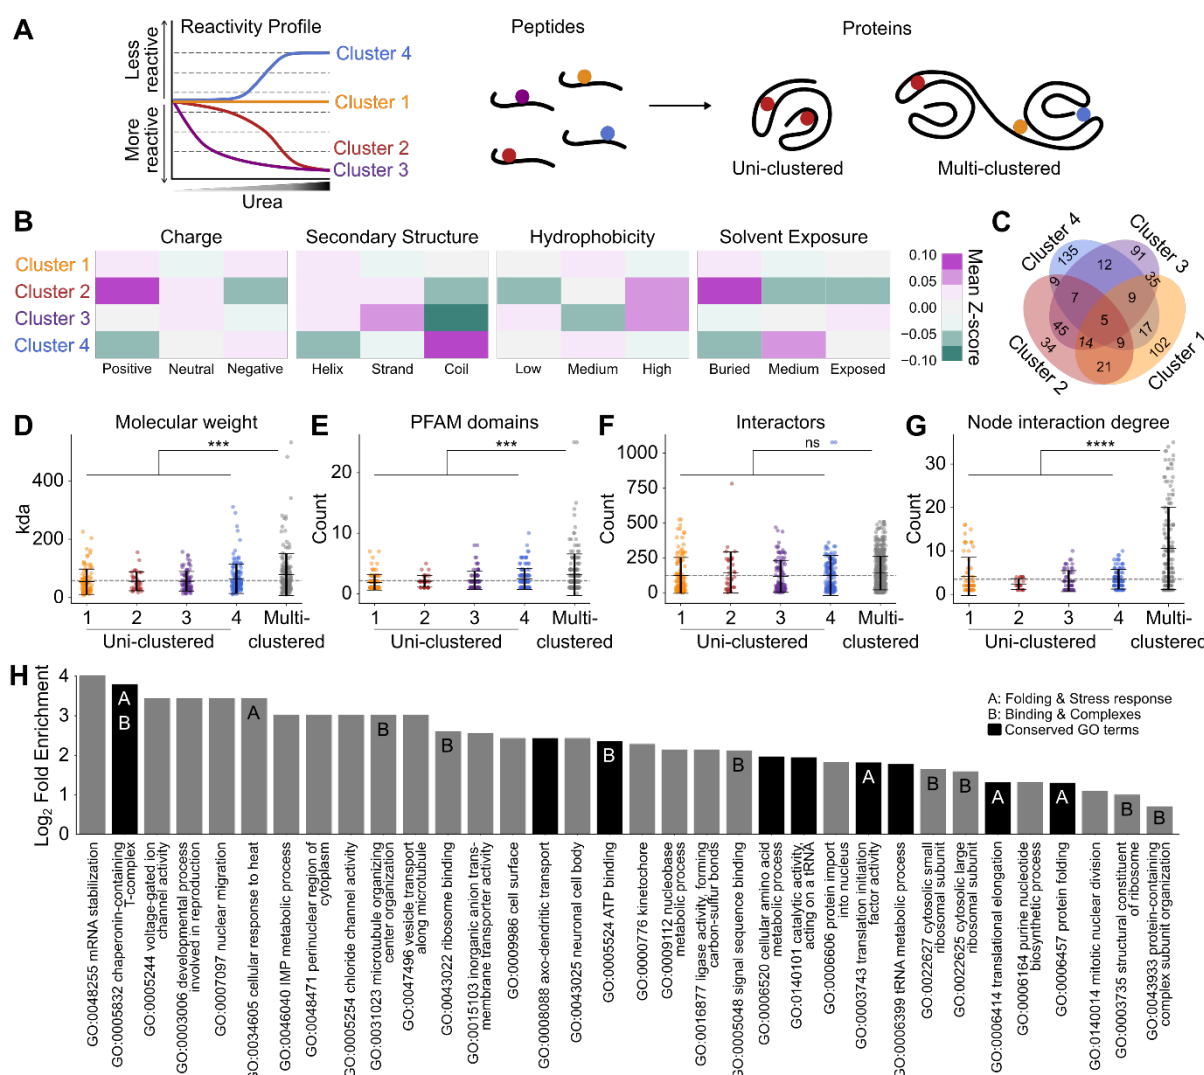 A
Reactivity Profile
Less reactive
More reactive
Cluster 4
Cluster 1
Cluster 2
Cluster 3
Urea
Peptides
Proteins
Uni-clustered
Multi-clustered
B
Charge
Secondary Structure
Hydrophobicity
Solvent Exposure
Cluster 1
Cluster 2
Cluster 3
Cluster 4
Positive Neutral Negative
Helix Strand Coil
Low Medium High
Buried Medium Exposed
0.10
0.05
0.00
−0.05
−0.10
Mean Z-score
C
Cluster 4
Cluster 3
Cluster 2
Cluster 1
135
91
12
9
35
7
9
5
45
17
34
14
9
102
21
D
Molecular weight
***
kda
400
200
0
1 2 3 4 Multi-
Uni-clustered clustered
E
PFAM domains
***
Count
20
10
0
1 2 3 4 Multi-
Uni-clustered clustered
F
Interactors
ns
Count
1000
750
500
250
0
1 2 3 4 Multi-
Uni-clustered clustered
G
Node interaction degree
****
Count
30
20
10
0
1 2 3 4 Multi-
Uni-clustered clustered
H
Log2 Fold Enrichment
4
3
2
1
0
A
B
A
B
B
B
B
A
B
B
A
A
B
B
A: Folding & Stress response
B: Binding & Complexes
Conserved GO terms
GO:0048255 mRNA stabilization
GO:0005832 chaperonin-containing
T-complex
GO:0005244 voltage-gated ion
channel activity
GO:0003006 developmental process
involved in reproduction
GO:0007097 nuclear migration
GO:0034605 cellular response to heat
GO:0046040 IMP metabolic process
GO:0048471 perinuclear region of
cytoplasm
GO:0005254 chloride channel activity
GO:0031023 microtubule organizing
center organization
GO:0047496 vesicle transport
along microtubule
GO:0043022 ribosome binding
GO:0015103 inorganic anion trans-
membrane transporter activity
GO:0009986 cell surface
GO:0008088 axo-dendritic transport
GO:0043025 neuronal cell body
GO:0005524 ATP binding
GO:0000776 kinetochore
GO:0009112 nucleobase
metabolic process
GO:0016877 ligase activity, forming
carbon-sulfur bonds
GO:0005048 signal sequence binding
GO:0006520 cellular amino acid
metabolic process
GO:0140101 catalytic activity,
acting on a tRNA
GO:0006606 protein import
into nucleus
GO:0003743 translation initiation
factor activity
GO:0006399 tRNA metabolic process
GO:0022627 cytosolic small
ribosomal subunit
GO:0022625 cytosolic large
ribosomal subunit
GO:0006414 translational elongation
GO:0006164 purine nucleotide
biosynthetic process
GO:0006457 protein folding
GO:0140014 mitotic nuclear division
GO:0003735 structural constituent
of ribosome
GO:0043933 protein-containing
complex subunit organization